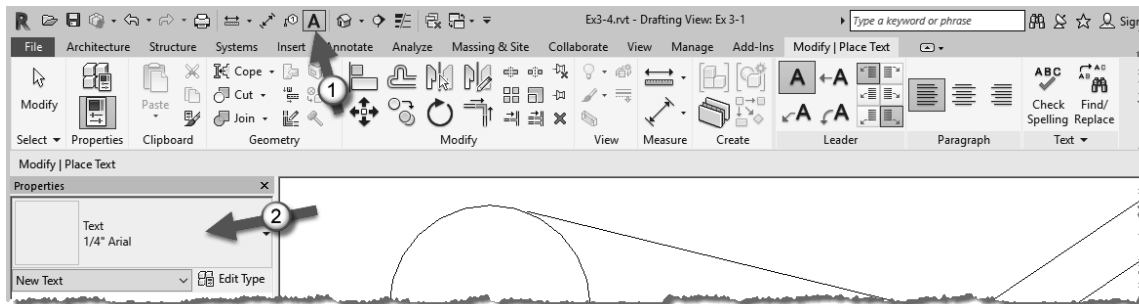 A Ex3-4.rvt - Drafting View: Ex 3-1 Type a keyword or phrase Sign
File Architecture Structure Systems Insert Annotate Analyze Massing & Site Collaborate View Manage Add-Ins Modify | Place Text
Modify Paste Cope Cut Join A A A A ABC Check Spelling Find/ Replace
1
Select Properties Clipboard Geometry Modify View Measure Create Leader Paragraph Text
Modify | Place Text
Properties
2
Text
1/4" Arial
New Text Edit Type